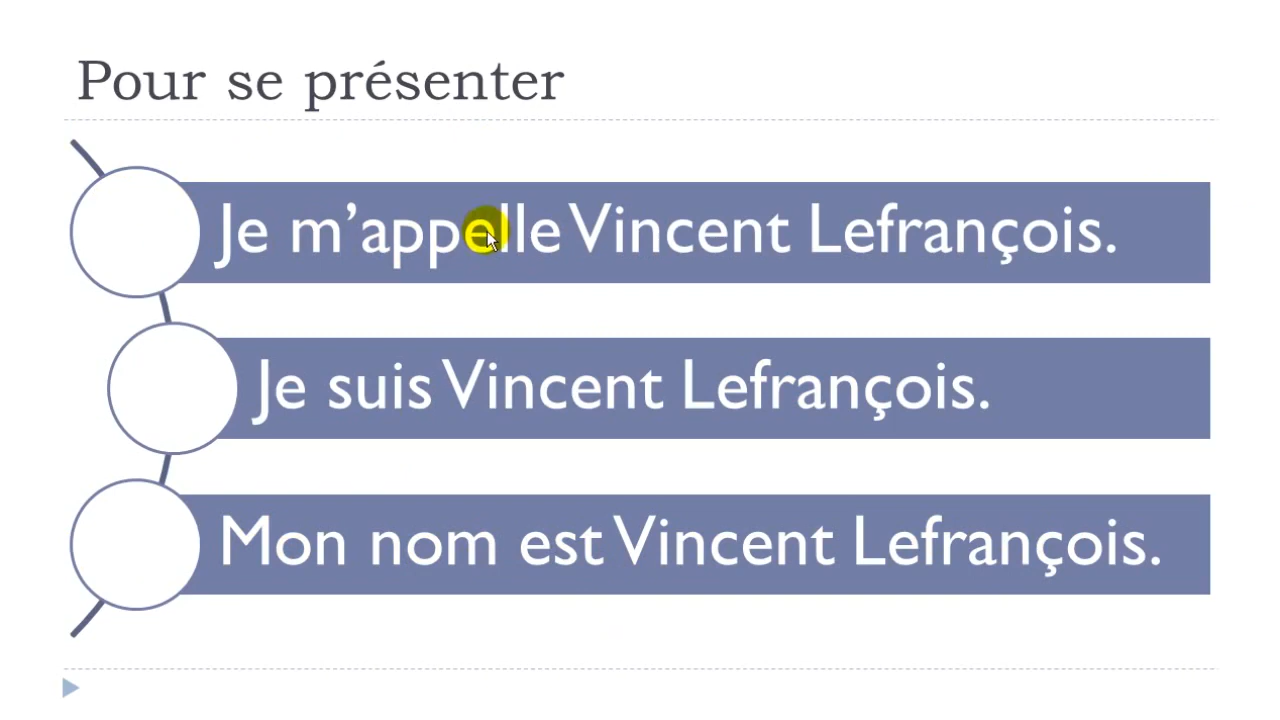 Pour se présenter
Je m’appelle Vincent Lefrançois.
Je suis Vincent Lefrançois.
Mon nom est Vincent Lefrançois.